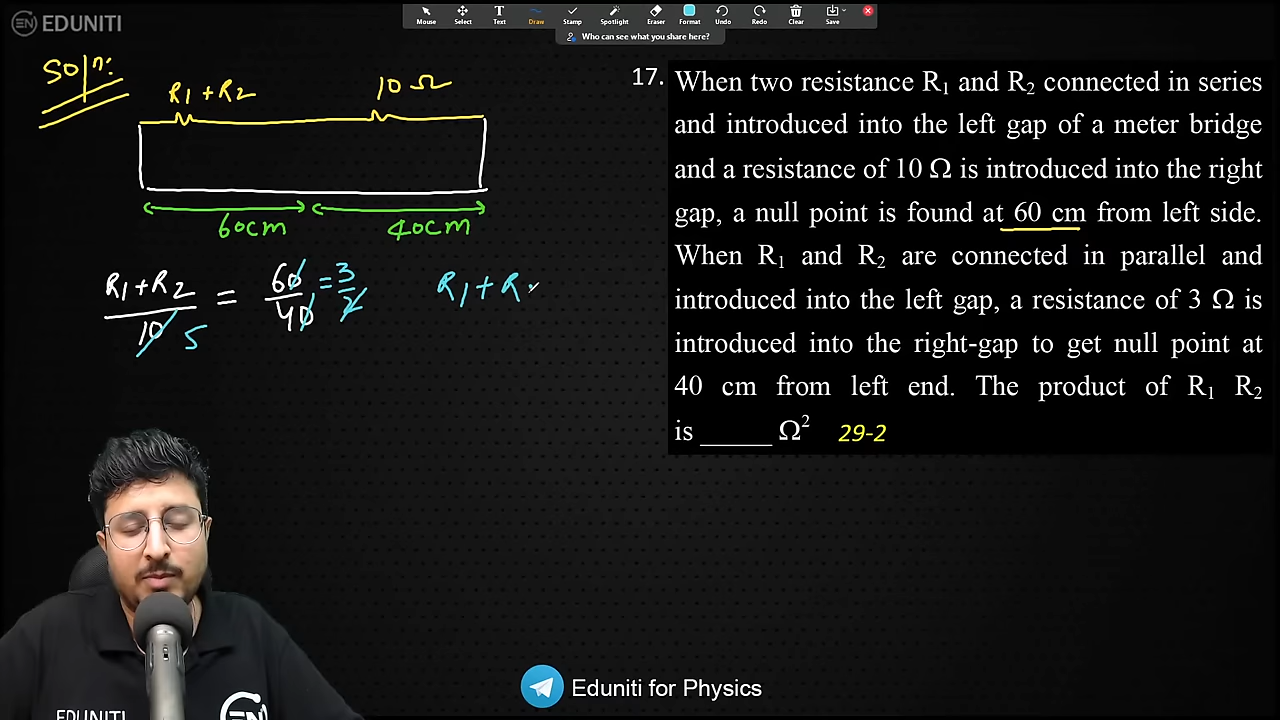 EDUNITI
Mouse Select Text Draw Stamp Spotlight Eraser Format Undo Redo Clear Save
Who can see what you share here?
Soln:
R1 + R2 10 Ω
60cm 40cm
R1 + R2 / 10 5 = 60 / 40 = 3 / 2 R1 + R
17. When two resistance R₁ and R₂ connected in series
and introduced into the left gap of a meter bridge
and a resistance of 10 Ω is introduced into the right
gap, a null point is found at 60 cm from left side.
When R₁ and R₂ are connected in parallel and
introduced into the left gap, a resistance of 3 Ω is
introduced into the right-gap to get null point at
40 cm from left end. The product of R₁ R₂
is ______ Ω² 29-2
EDUNITI
EN
Eduniti for Physics